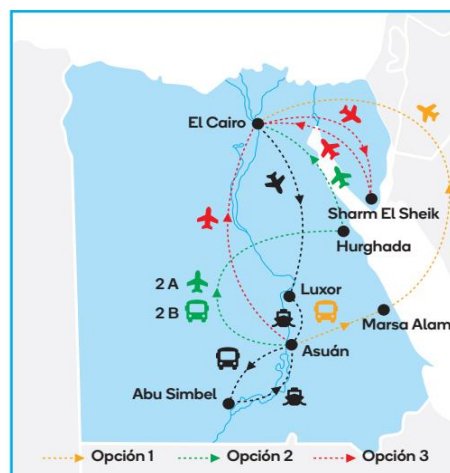 El Cairo
Sharm El Sheik
Hurghada
2 A
2 B
Luxor
Marsa Alam
Asuán
Abu Simbel
Opción 1
Opción 2
Opción 3